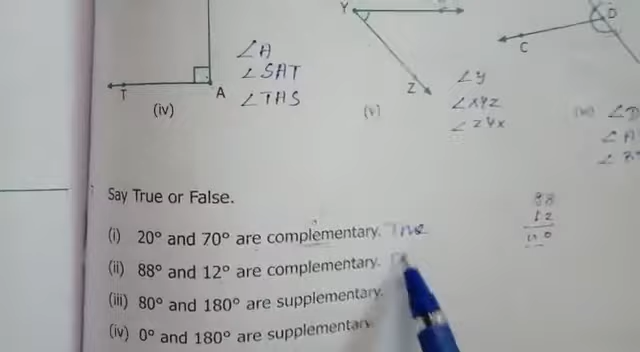 Y
D
C
T
A
(iv)
∠A
∠SAT
∠TAS
Z
(v)
∠Y
∠XYZ
∠ZYX
∠D
Say True or False.
(i) 20° and 70° are complementary. True
(ii) 88° and 12° are complementary.
(iii) 80° and 180° are supplementary.
(iv) 0° and 180° are supplementary
88
12
100